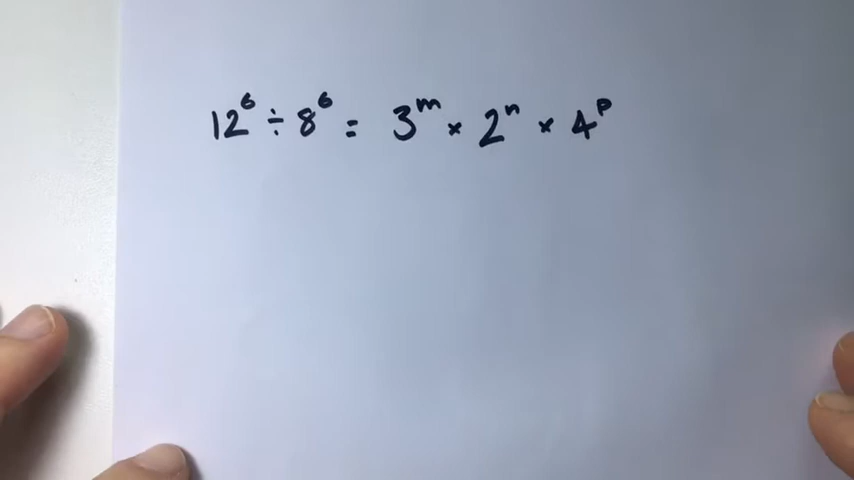 12⁶ ÷ 8⁶ = 3ᵐ × 2ⁿ × 4ᵖ